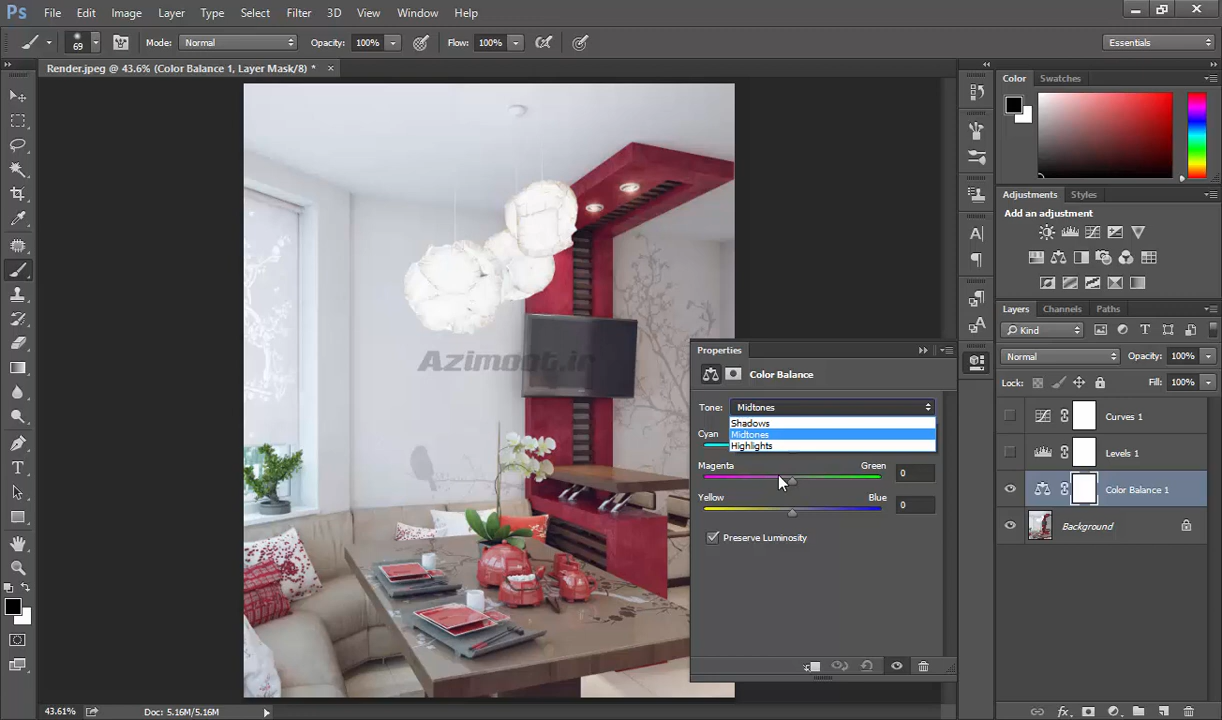 Ps File Edit Image Layer Type Select Filter 3D View Window Help
69 Mode: Normal Opacity: 100% Flow: 100% Essentials
Render.jpeg @ 43.6% (Color Balance 1, Layer Mask/8) *
Color Swatches
Adjustments Styles
Add an adjustment
Layers Channels Paths
Kind
Normal Opacity: 100%
Lock: Fill: 100%
Curves 1
Levels 1
Color Balance 1
Background
Azimoot.ir
Properties
Color Balance
Tone: Midtones
Shadows
Midtones
Highlights
Cyan
Magenta Green 0
Yellow Blue 0
Preserve Luminosity
43.61% Doc: 5.16M/5.16M